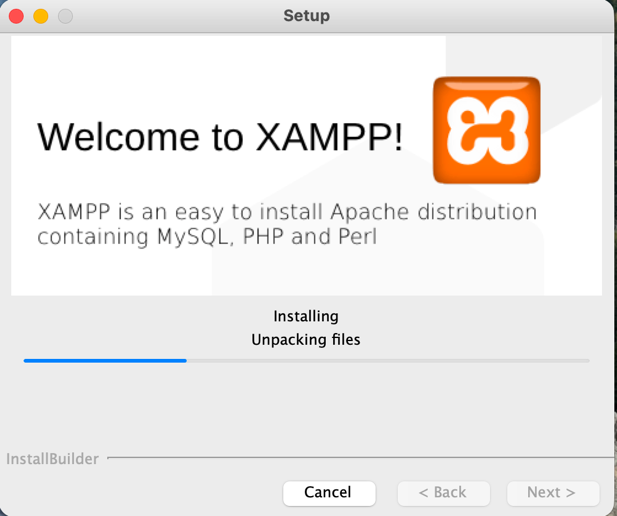 Setup
Welcome to XAMPP!
XAMPP is an easy to install Apache distribution
containing MySQL, PHP and Perl
Installing
Unpacking files
InstallBuilder
Cancel
< Back
Next >